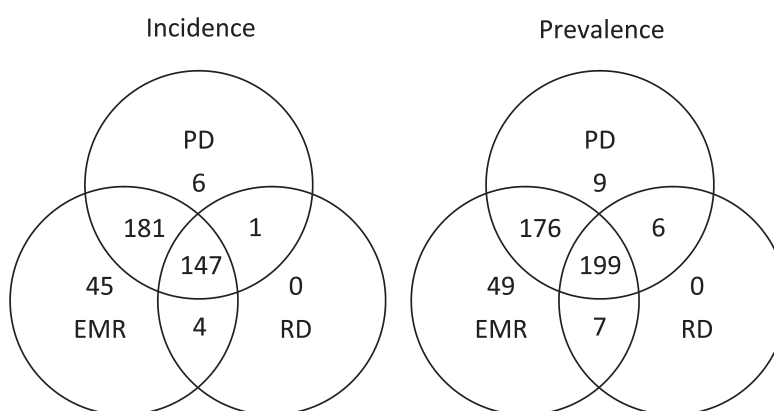 Incidence
PD
6
181
1
147
45
0
EMR
4
RD
Prevalence
PD
9
176
6
199
49
0
EMR
7
RD